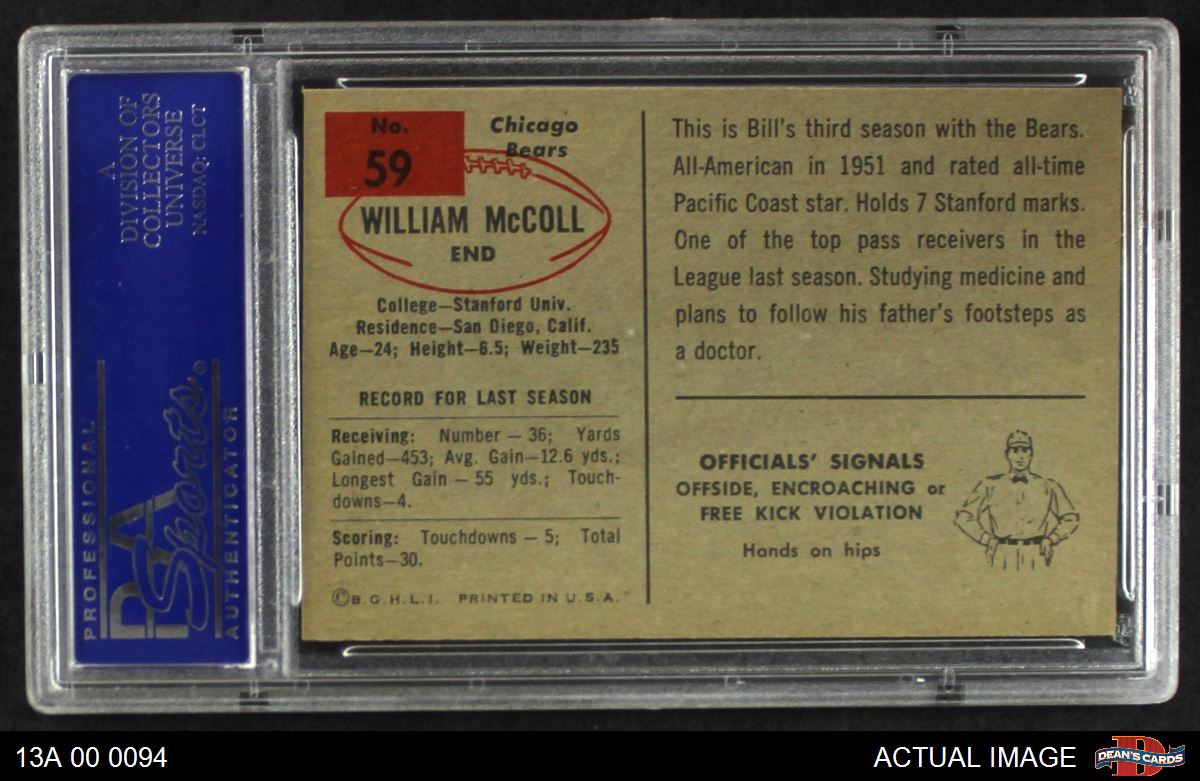 A
DIVISION OF
COLLECTORS
UNIVERSE
NASDAQ: CLCT
PROFESSIONAL
PSA
Sports
AUTHENTICATOR
No.
59
Chicago
Bears
WILLIAM McCOLL
END
College—Stanford Univ.
Residence—San Diego, Calif.
Age—24; Height—6.5; Weight—235
RECORD FOR LAST SEASON
Receiving: Number — 36; Yards
Gained—453; Avg. Gain—12.6 yds.;
Longest Gain — 55 yds.; Touch-
downs—4.
Scoring: Touchdowns — 5; Total
Points—30.
©B.G.H.L.I. PRINTED IN U.S.A.
This is Bill's third season with the Bears.
All-American in 1951 and rated all-time
Pacific Coast star. Holds 7 Stanford marks.
One of the top pass receivers in the
League last season. Studying medicine and
plans to follow his father's footsteps as
a doctor.
OFFICIALS' SIGNALS
OFFSIDE, ENCROACHING or
FREE KICK VIOLATION
Hands on hips
13A 00 0094
ACTUAL IMAGE
D
DEAN'S CARDS